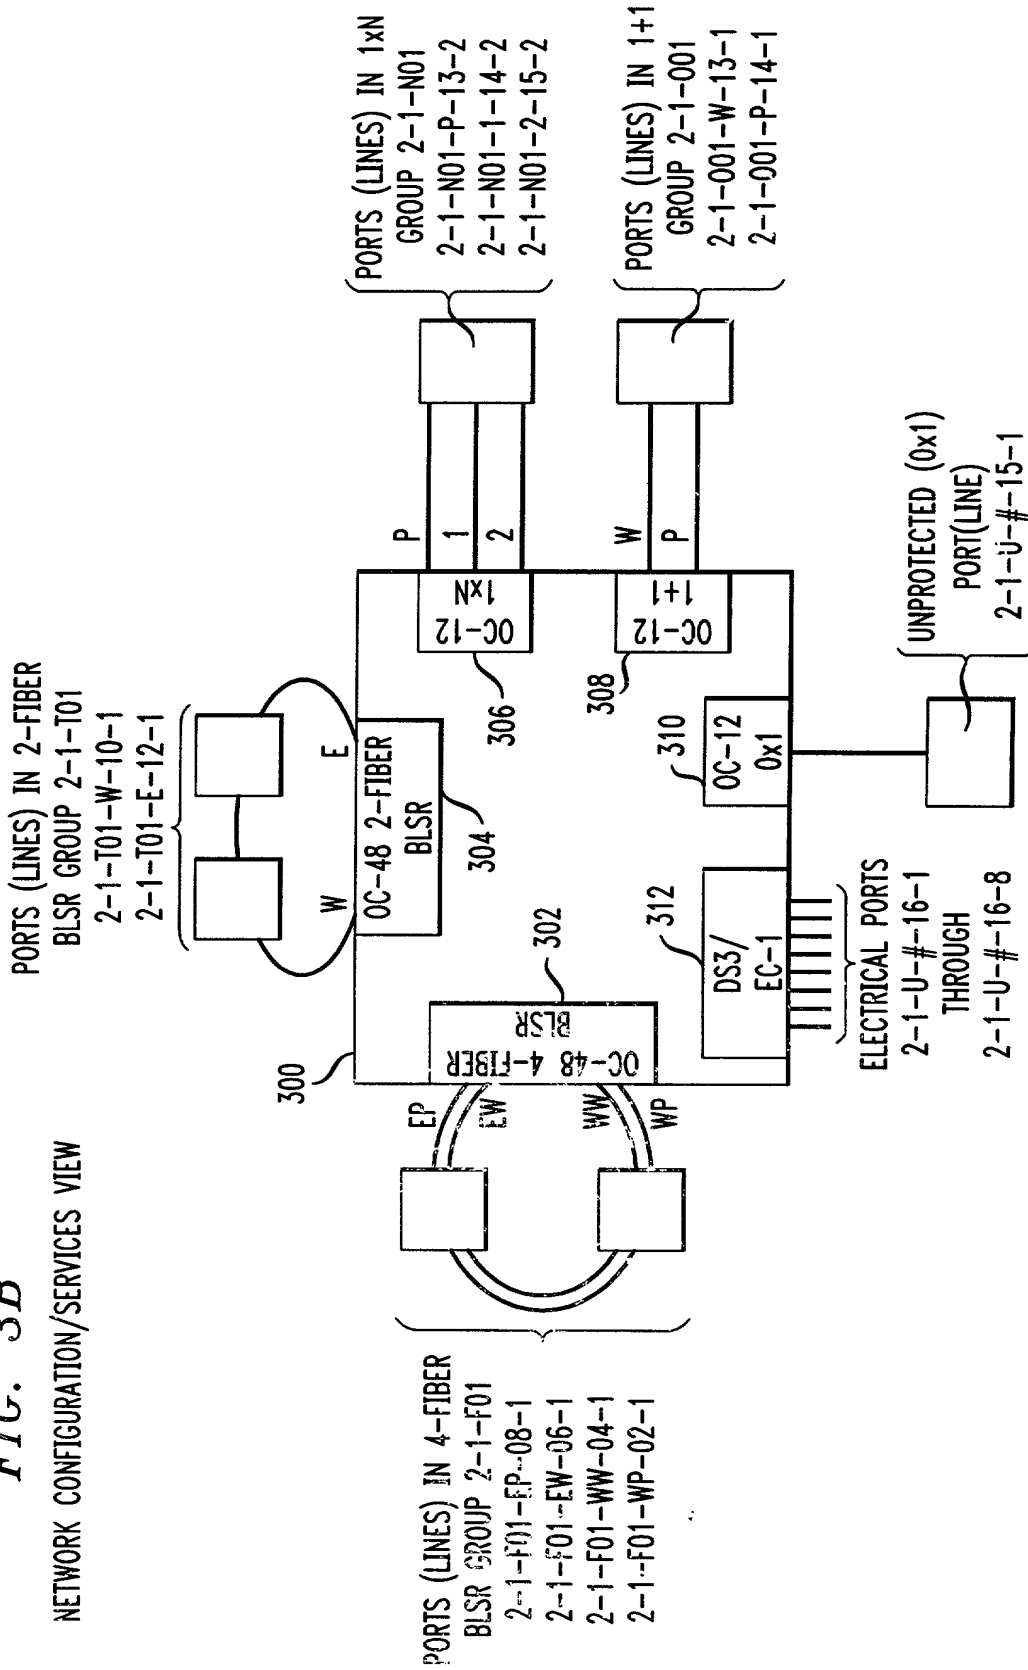 FIG. 3B
NETWORK CONFIGURATION/SERVICES VIEW
PORTS (LINES) IN 2-FIBER
BLSR GROUP 2-1-T01
2-1-T01-W-10-1
2-1-T01-E-12-1
PORTS (LINES) IN 1xN
GROUP 2-1-N01
2-1-N01-P-13-2
2-1-N01-1-14-2
2-1-N01-2-15-2
PORTS (LINES) IN 1+1
GROUP 2-1-001
2-1-001-W-13-1
2-1-001-P-14-1
PORTS (LINES) IN 4-FIBER
BLSR GROUP 2-1-F01
2-1-F01-EP-08-1
2-1-F01-EW-06-1
2-1-F01-WW-04-1
2-1-F01-WP-02-1
300
EP
EW
WW
WP
OC-48 4-FIBER
BLSR
302
W
E
OC-48 2-FIBER
BLSR
304
OC-12
1xN
306
P
1
2
OC-12
1+1
308
W
P
310
OC-12
0x1
312
DS3/
EC-1
ELECTRICAL PORTS
2-1-U-#-16-1
THROUGH
2-1-U-#-16-8
UNPROTECTED (0x1)
PORT(LINE)
2-1-U-#-15-1